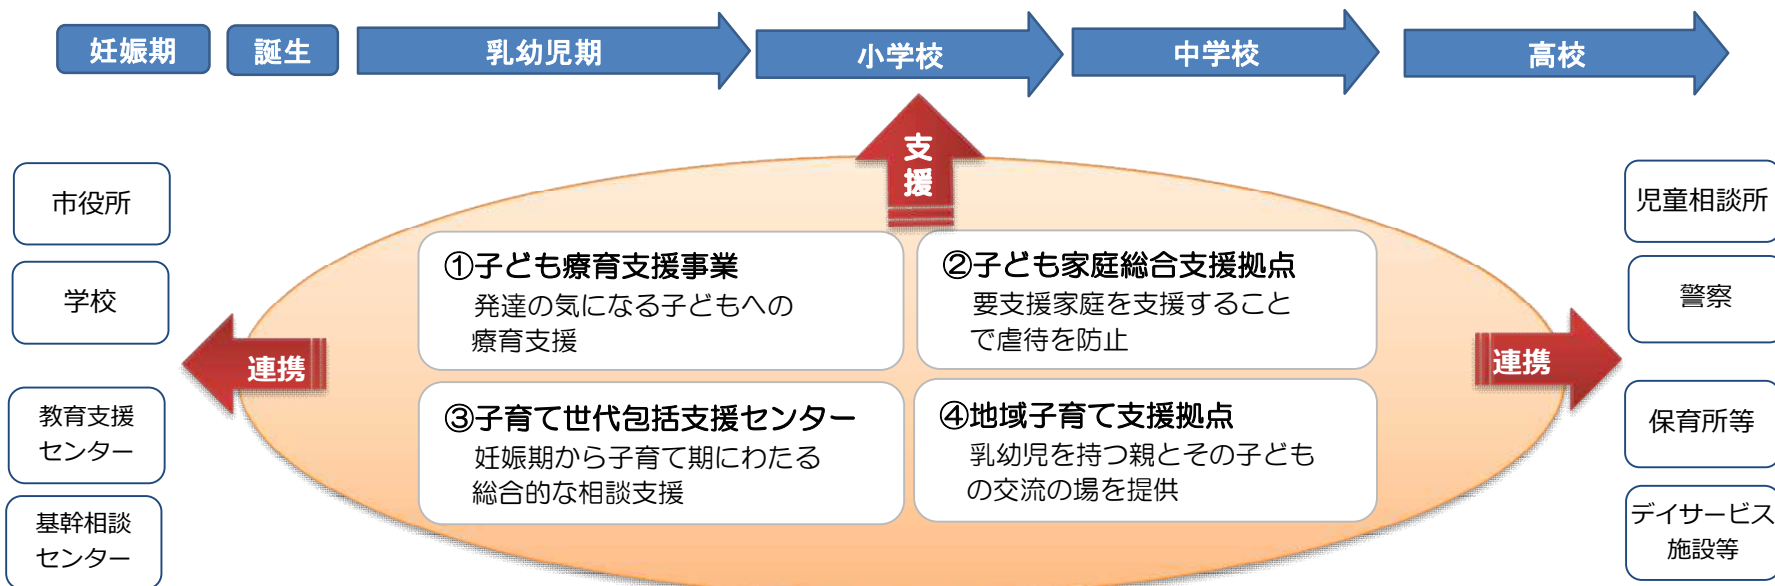 妊娠期
誕生
乳幼児期
小学校
中学校
高校
支
援
市役所
学校
教育支援
センター
基幹相談
センター
連携
①子ども療育支援事業
発達の気になる子どもへの
療育支援
②子ども家庭総合支援拠点
要支援家庭を支援すること
で虐待を防止
③子育て世代包括支援センター
妊娠期から子育て期にわたる
総合的な相談支援
④地域子育て支援拠点
乳幼児を持つ親とその子ども
の交流の場を提供
連携
児童相談所
警察
保育所等
デイサービス
施設等